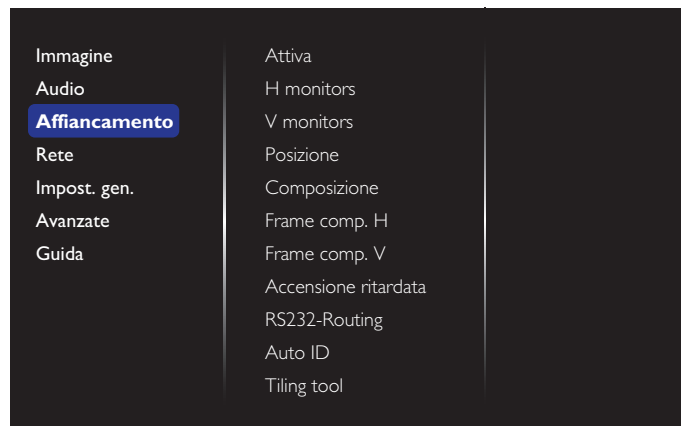 Immagine
Audio
Affiancamento
Rete
Impost. gen.
Avanzate
Guida
Attiva
H monitors
V monitors
Posizione
Composizione
Frame comp. H
Frame comp. V
Accensione ritardata
RS232-Routing
Auto ID
Tiling tool